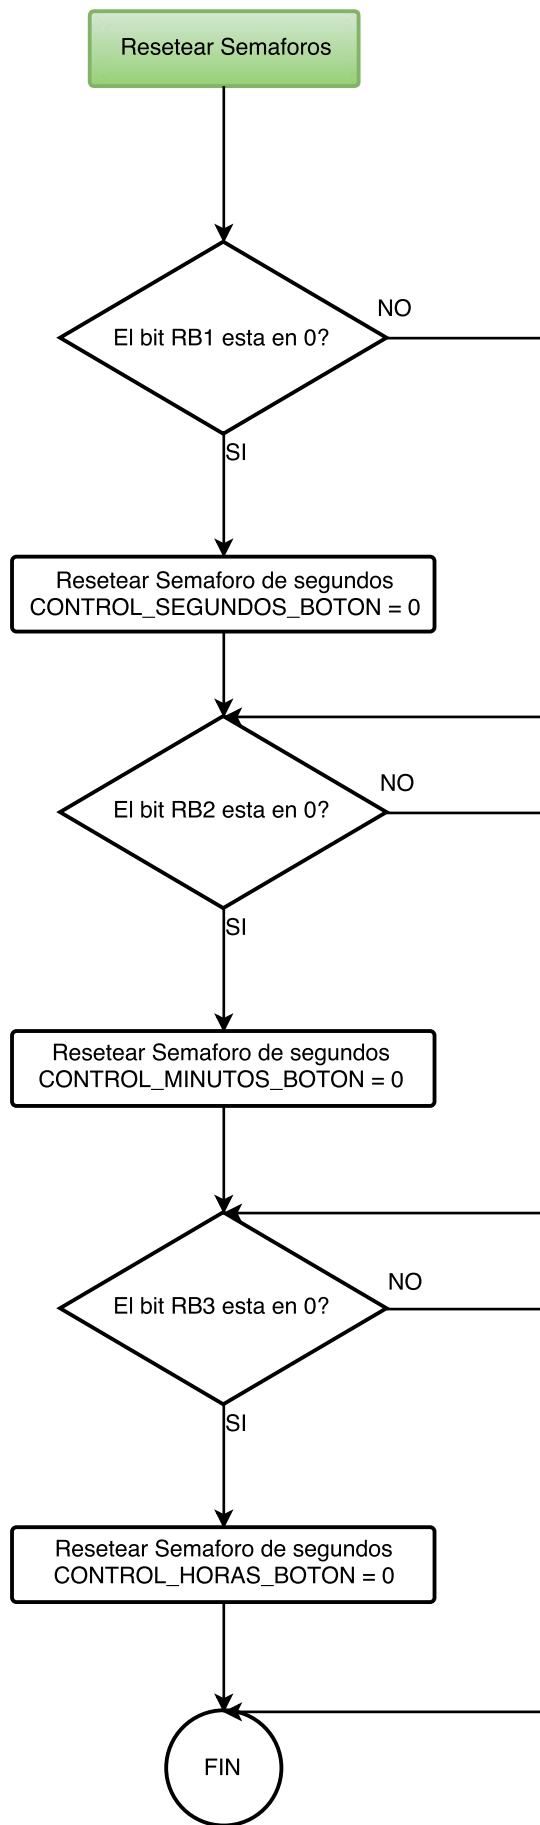 Resetear Semaforos
El bit RB1 esta en 0?
NO
SI
Resetear Semaforo de segundos
CONTROL_SEGUNDOS_BOTON = 0
El bit RB2 esta en 0?
NO
SI
Resetear Semaforo de segundos
CONTROL_MINUTOS_BOTON = 0
El bit RB3 esta en 0?
NO
SI
Resetear Semaforo de segundos
CONTROL_HORAS_BOTON = 0
FIN